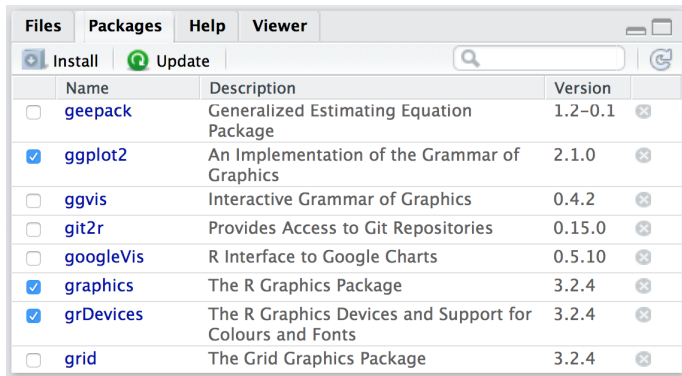 Files Packages Help Viewer
Install Update
Name Description Version
geepack Generalized Estimating Equation 1.2-0.1
Package
ggplot2 An Implementation of the Grammar of 2.1.0
Graphics
ggvis Interactive Grammar of Graphics 0.4.2
git2r Provides Access to Git Repositories 0.15.0
googleVis R Interface to Google Charts 0.5.10
graphics The R Graphics Package 3.2.4
grDevices The R Graphics Devices and Support for 3.2.4
Colours and Fonts
grid The Grid Graphics Package 3.2.4